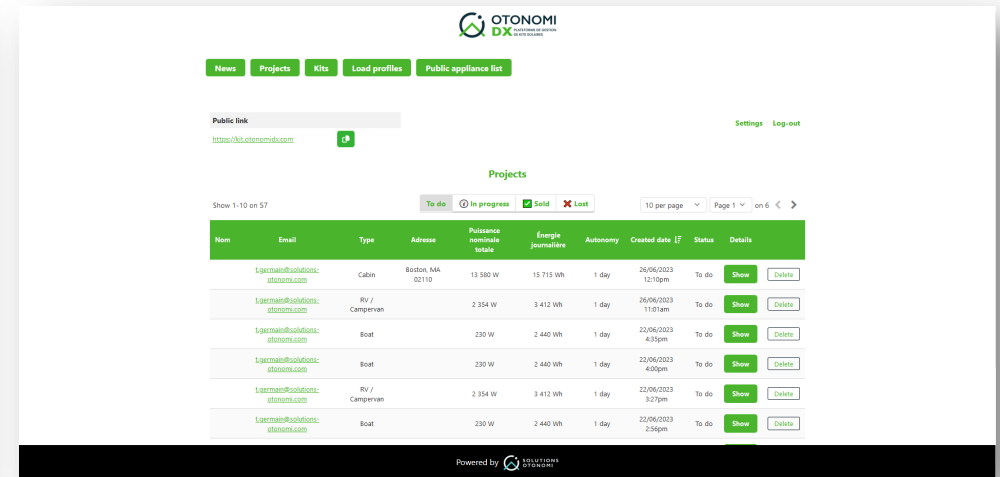 OTONOMI
DX PLATEFORME DE GESTION
DE KITS SOLAIRES
News Projects Kits Load profiles Public appliance list
Public link
https://kit.otonomidx.com
Settings Log-out
Projects
Show 1-10 on 57 To do In progress Sold Lost 10 per page Page 1 on 6
Nom Email Type Adresse Puissance nominale totale Énergie journalière Autonomy Created date Status Details
t.germain@solutions-otonomi.com Cabin Boston, MA 02110 13 580 W 15 715 Wh 1 day 26/06/2023 12:10pm To do Show Delete
t.germain@solutions-otonomi.com RV / Campervan 2 354 W 3 412 Wh 1 day 26/06/2023 11:01am To do Show Delete
t.germain@solutions-otonomi.com Boat 230 W 2 440 Wh 1 day 22/06/2023 4:35pm To do Show Delete
t.germain@solutions-otonomi.com Boat 230 W 2 440 Wh 1 day 22/06/2023 4:00pm To do Show Delete
t.germain@solutions-otonomi.com RV / Campervan 2 354 W 3 412 Wh 1 day 22/06/2023 3:27pm To do Show Delete
t.germain@solutions-otonomi.com Boat 230 W 2 440 Wh 1 day 22/06/2023 2:56pm To do Show Delete
Powered by SOLUTIONS
OTONOMI